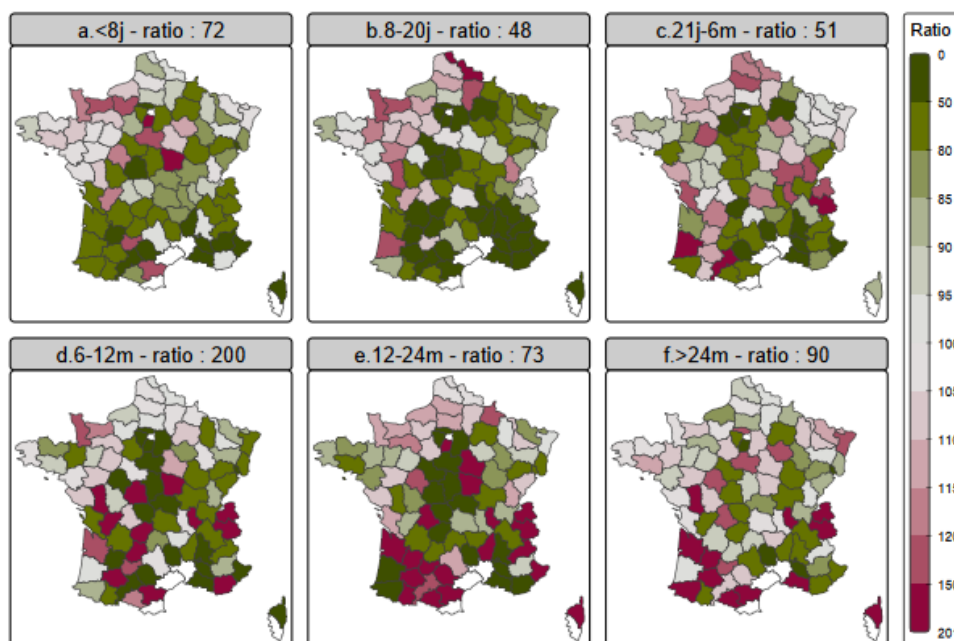 a.<8j - ratio : 72
b.8-20j - ratio : 48
c.21j-6m - ratio : 51
Ratio
0
50
80
85
90
95
100
105
110
115
120
150
d.6-12m - ratio : 200
e.12-24m - ratio : 73
f.>24m - ratio : 90